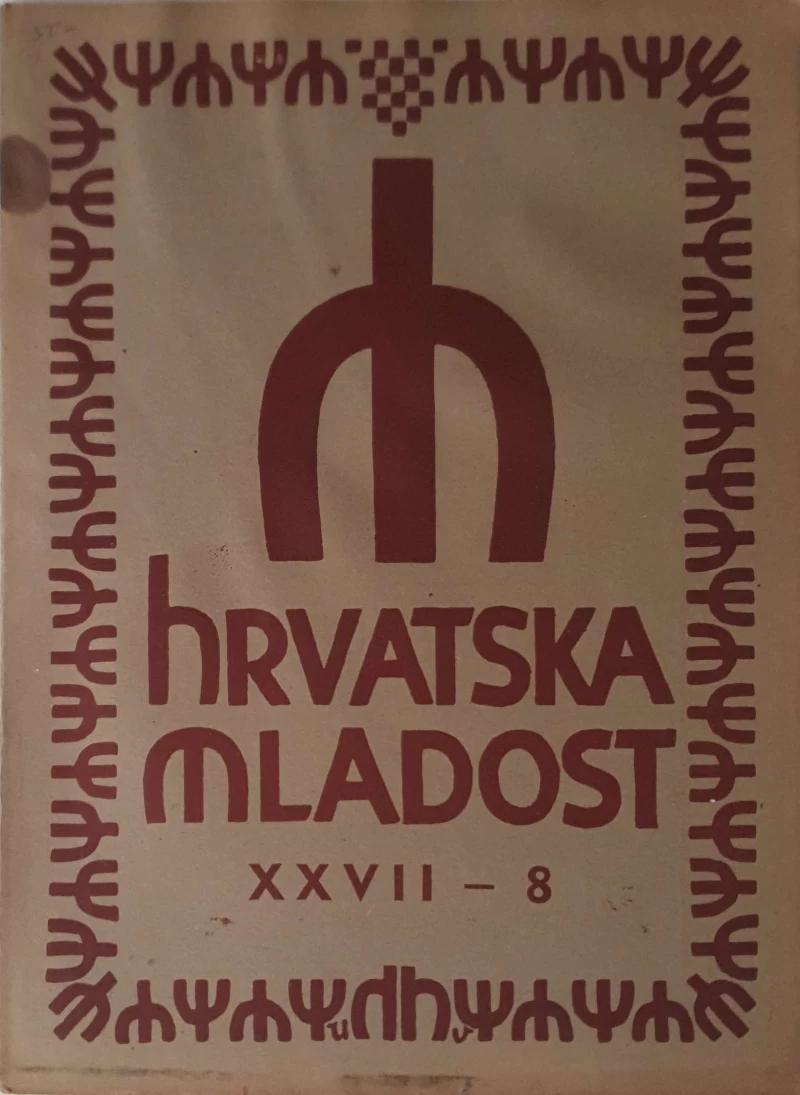 hRVATSKA
MLADOST
XXVII – 8